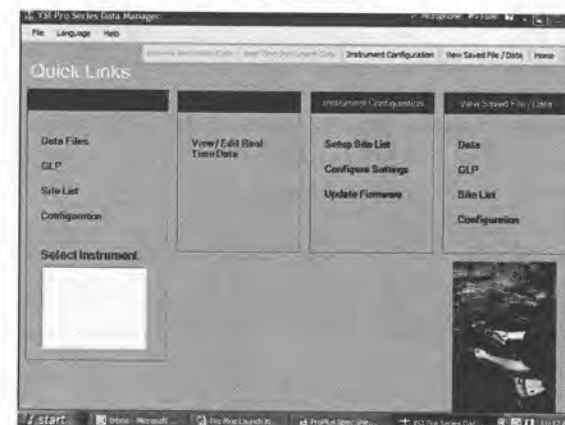 YSI Pro Series Data Manager
File Language Help
Instrument Configuration View Saved File / Data Home
Quick Links
Instrument Configuration View Saved File / Data
Data Files
GLP
Site List
Configuration
View / Edit Real
Time Data
Setup Site List
Configure Settings
Update Firmware
Data
GLP
Site List
Configuration
Select Instrument
start Inbox - Microsoft